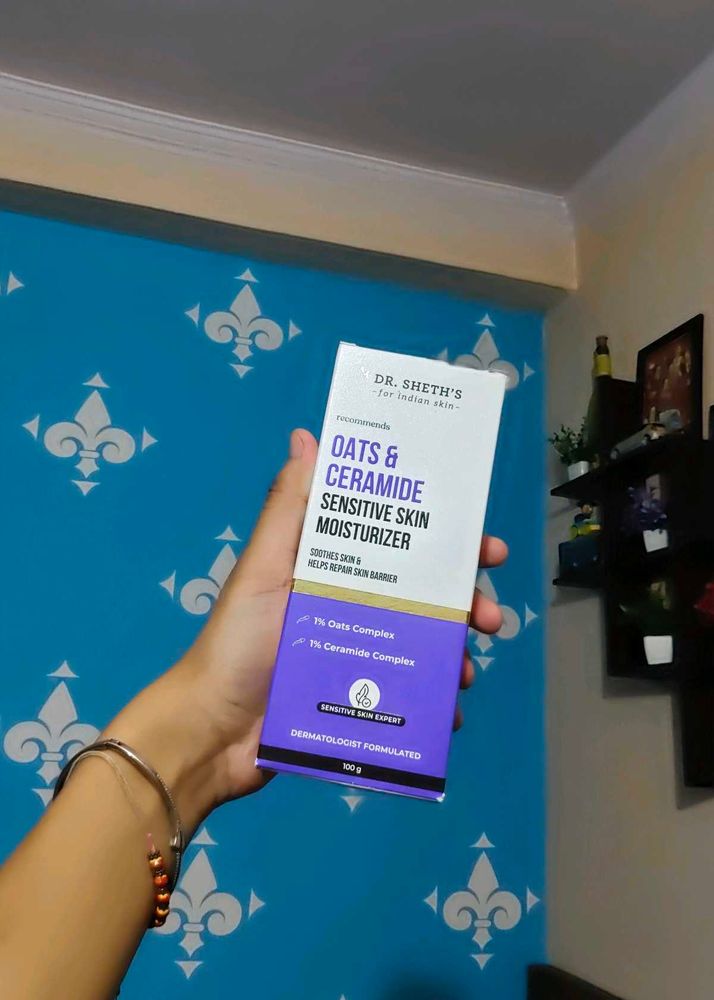 DR. SHETH'S
-for indian skin-
recommends
OATS &
CERAMIDE
SENSITIVE SKIN
MOISTURIZER
SOOTHES SKIN &
HELPS REPAIR SKIN BARRIER
1% Oats Complex
1% Ceramide Complex
SENSITIVE SKIN EXPERT
DERMATOLOGIST FORMULATED
100 g